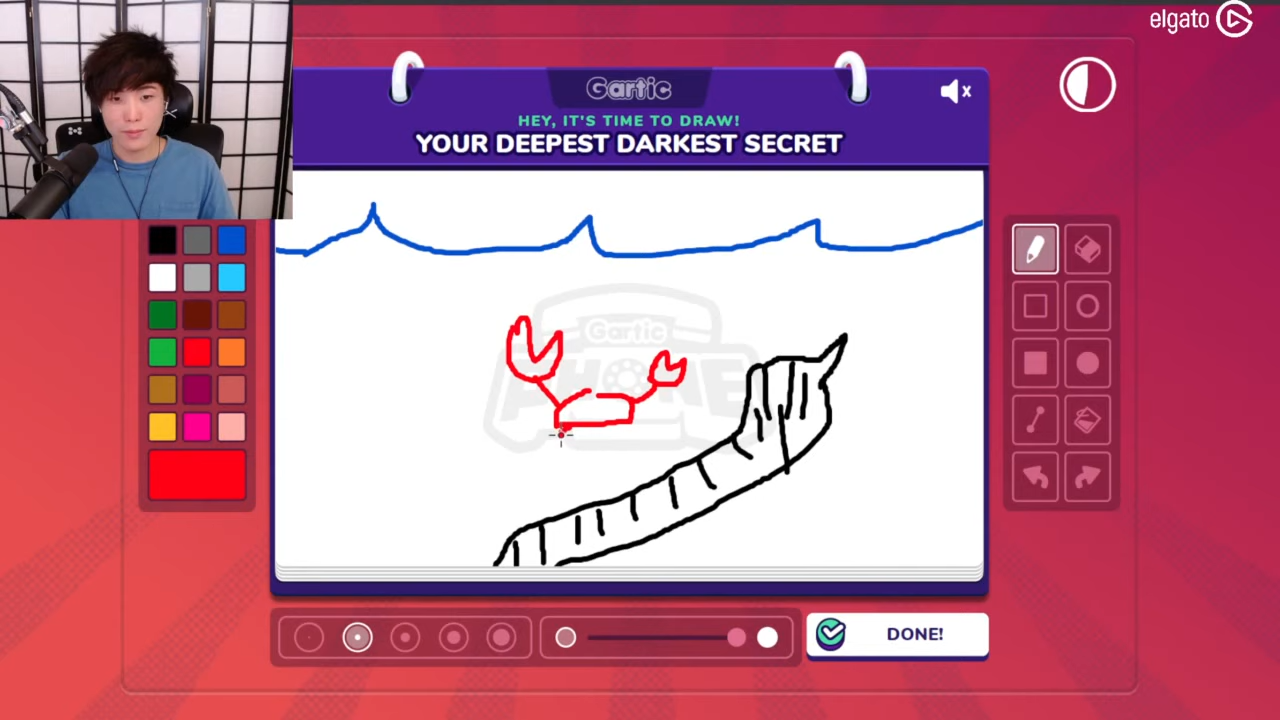 elgato
Gartic
HEY, IT'S TIME TO DRAW!
YOUR DEEPEST DARKEST SECRET
Gartic
PHONE
DONE!